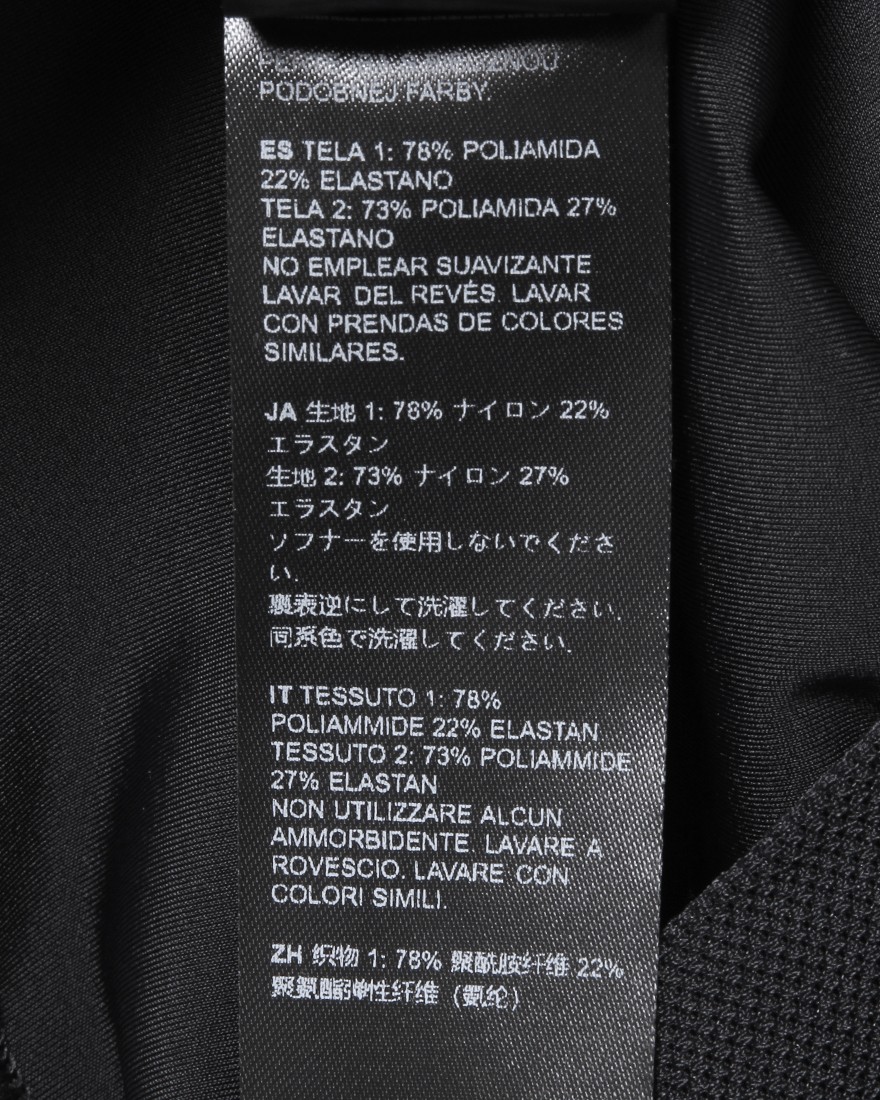 PODOBNEJ FARBY.
ES TELA 1: 78% POLIAMIDA
22% ELASTANO
TELA 2: 73% POLIAMIDA 27%
ELASTANO
NO EMPLEAR SUAVIZANTE
LAVAR DEL REVÉS. LAVAR
CON PRENDAS DE COLORES
SIMILARES.
JA 生地 1: 78% ナイロン 22%
エラスタン
生地 2: 73% ナイロン 27%
エラスタン
ソフナーを使用しないでくださ
い.
裏表逆にして洗濯してください.
同系色で洗濯してください.
IT TESSUTO 1: 78%
POLIAMMIDE 22% ELASTAN
TESSUTO 2: 73% POLIAMMIDE
27% ELASTAN
NON UTILIZZARE ALCUN
AMMORBIDENTE. LAVARE A
ROVESCIO. LAVARE CON
COLORI SIMILI.
ZH 织物 1: 78% 聚酰胺纤维 22%
聚氨酯弹性纤维 (氨纶)